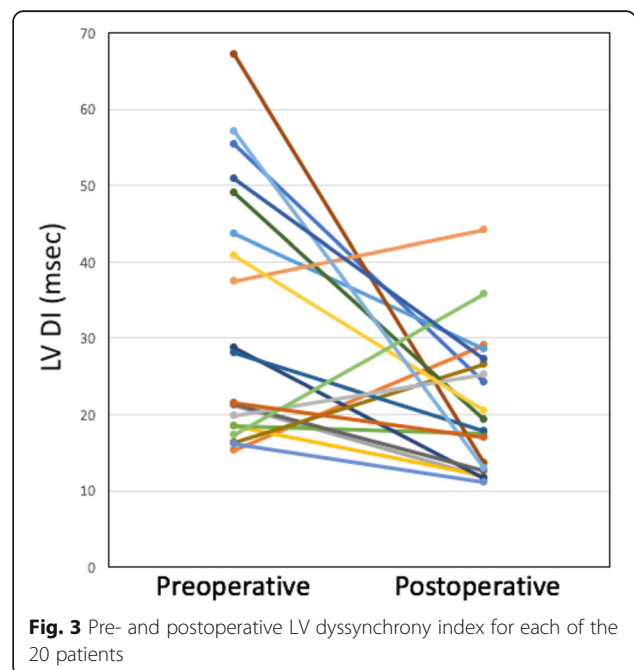 70
60
50
40
30
20
10
0
LV DI (msec)
Preoperative Postoperative
Fig. 3 Pre- and postoperative LV dyssynchrony index for each of the
20 patients